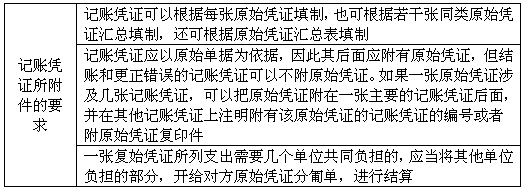 记账凭证可以根据每张原始凭证填制，也可根据若干张同类原始凭
证汇总填制，还可根据原始凭证汇总表填制
记账凭
证所附
件的要
求
记账凭证应以原始单据为依据，因此其后面应附有原始凭证，但结
账和更正错误的记账凭证可以不附原始凭证。如果一张原始凭证涉
及几张记账凭证，可以把原始凭证附在一张主要的记账凭证后面，
并在其他记账凭证上注明附有该原始凭证的记账凭证的编号或者
附原始凭证复印件
一张复始凭证所列支出需要几个单位共同负担的，应当将其他单位
负担的部分，开给对方原始凭证分匍单，进行结算